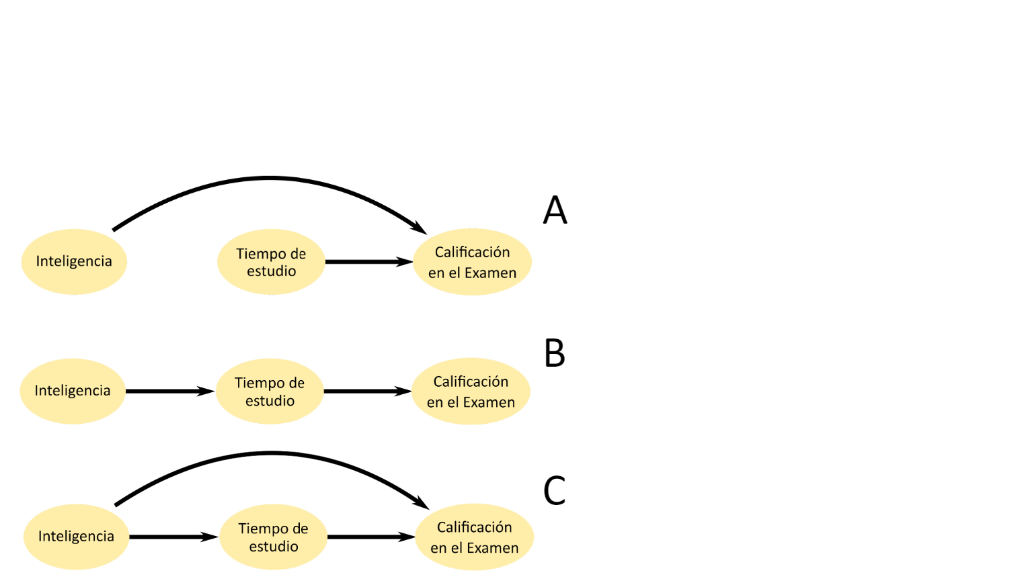 A
Inteligencia
Tiempo de
estudio
Calificación
en el Examen
B
Inteligencia
Tiempo de
estudio
Calificación
en el Examen
C
Inteligencia
Tiempo de
estudio
Calificación
en el Examen